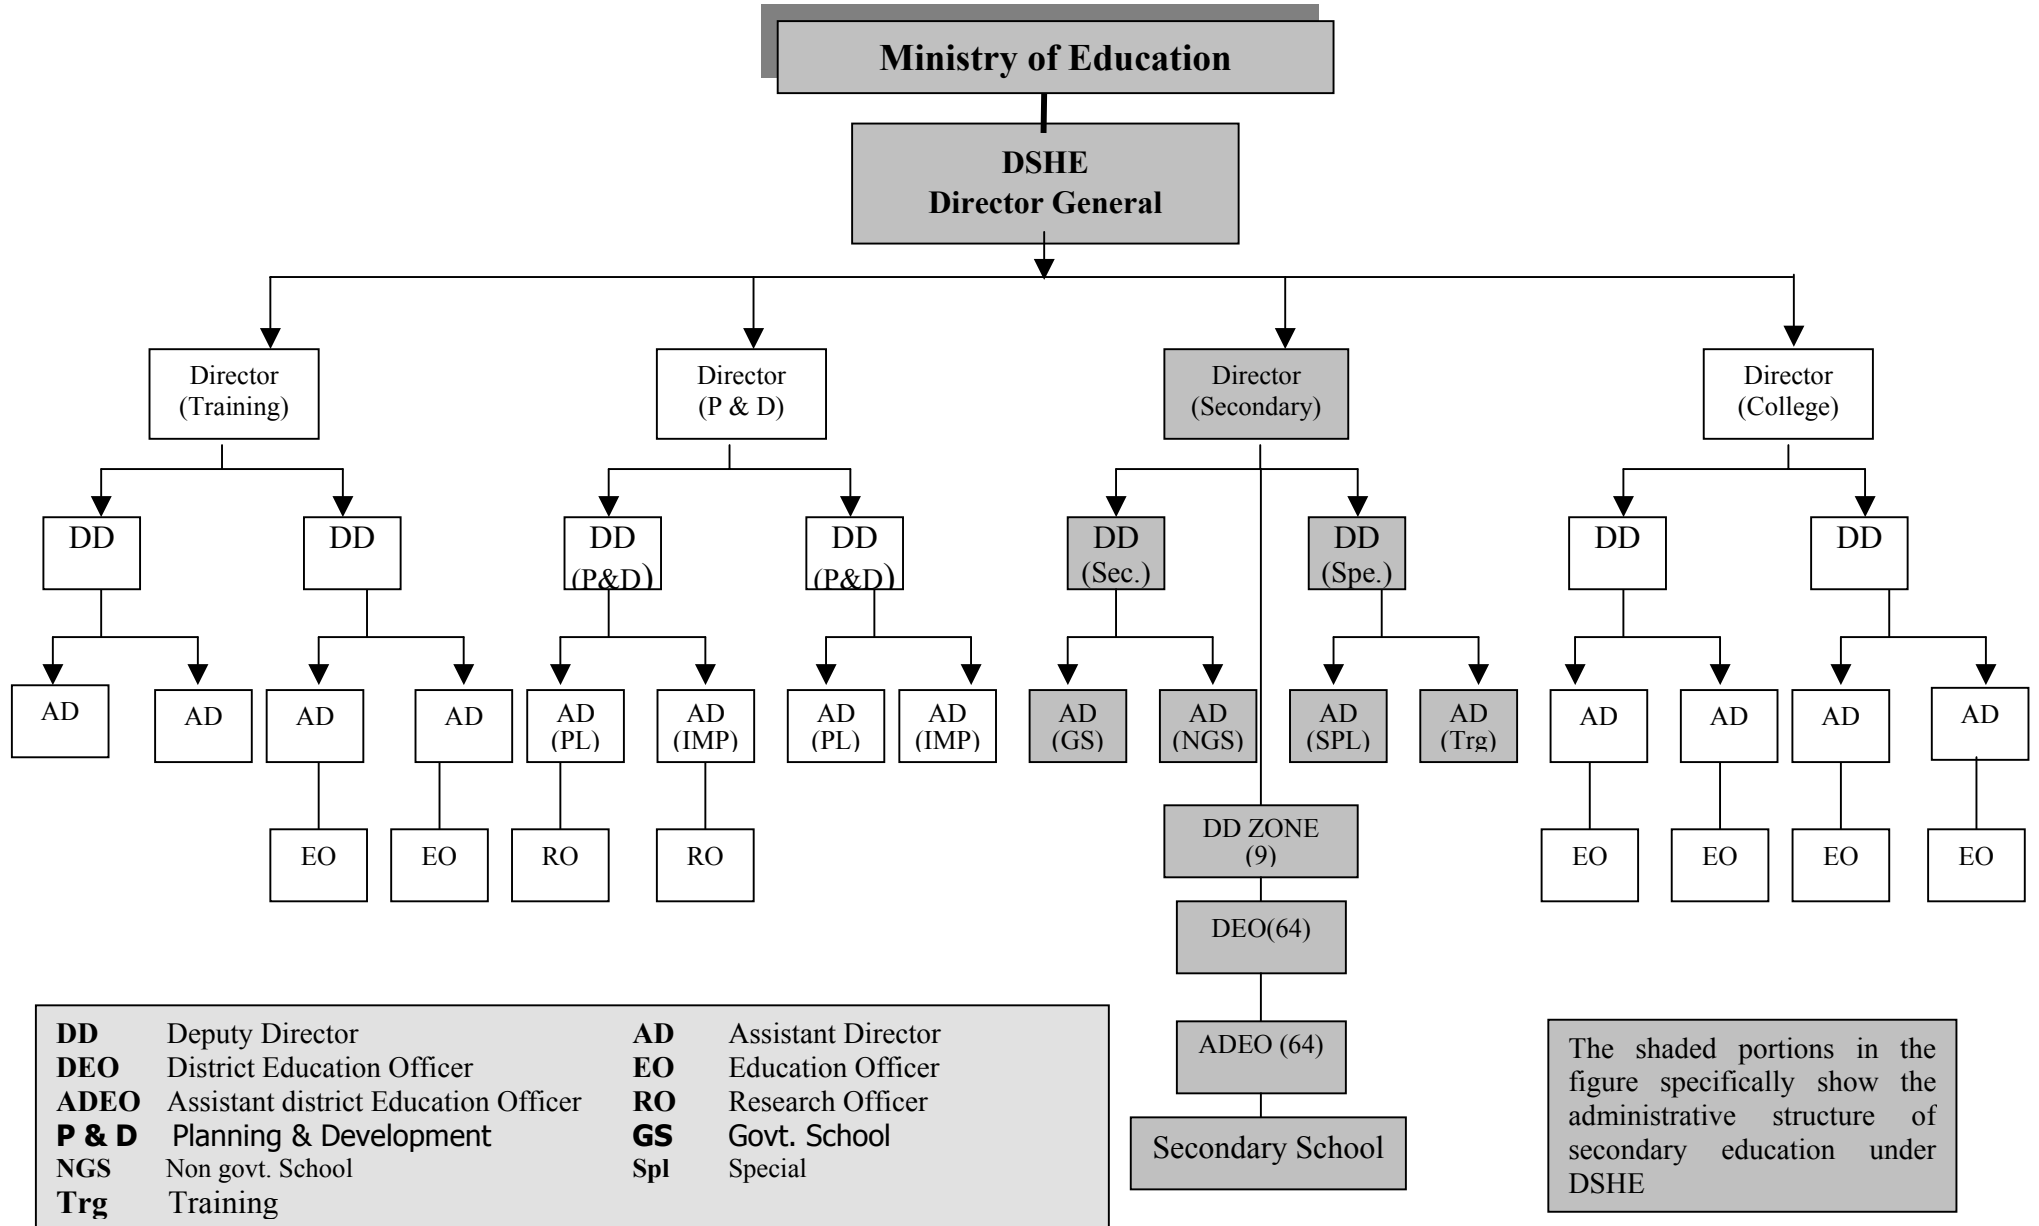 Ministry of Education
DSHE
Director General
Director
(Training)
Director
(P & D)
Director
(Secondary)
Director
(College)
DD
DD
DD
(P&D)
DD
(P&D)
DD
(Sec.)
DD
(Spe.)
DD
DD
AD
AD
AD
AD
AD
(PL)
AD
(IMP)
AD
(PL)
AD
(IMP)
AD
(GS)
AD
(NGS)
AD
(SPL)
AD
(Trg)
AD
AD
AD
AD
EO
EO
RO
RO
DD ZONE
(9)
EO
EO
EO
EO
DEO(64)
ADEO (64)
Secondary School
DD Deputy Director AD Assistant Director
DEO District Education Officer EO Education Officer
ADEO Assistant district Education Officer RO Research Officer
P & D Planning & Development GS Govt. School
NGS Non govt. School Spl Special
Trg Training
The shaded portions in the
figure specifically show the
administrative structure of
secondary education under
DSHE